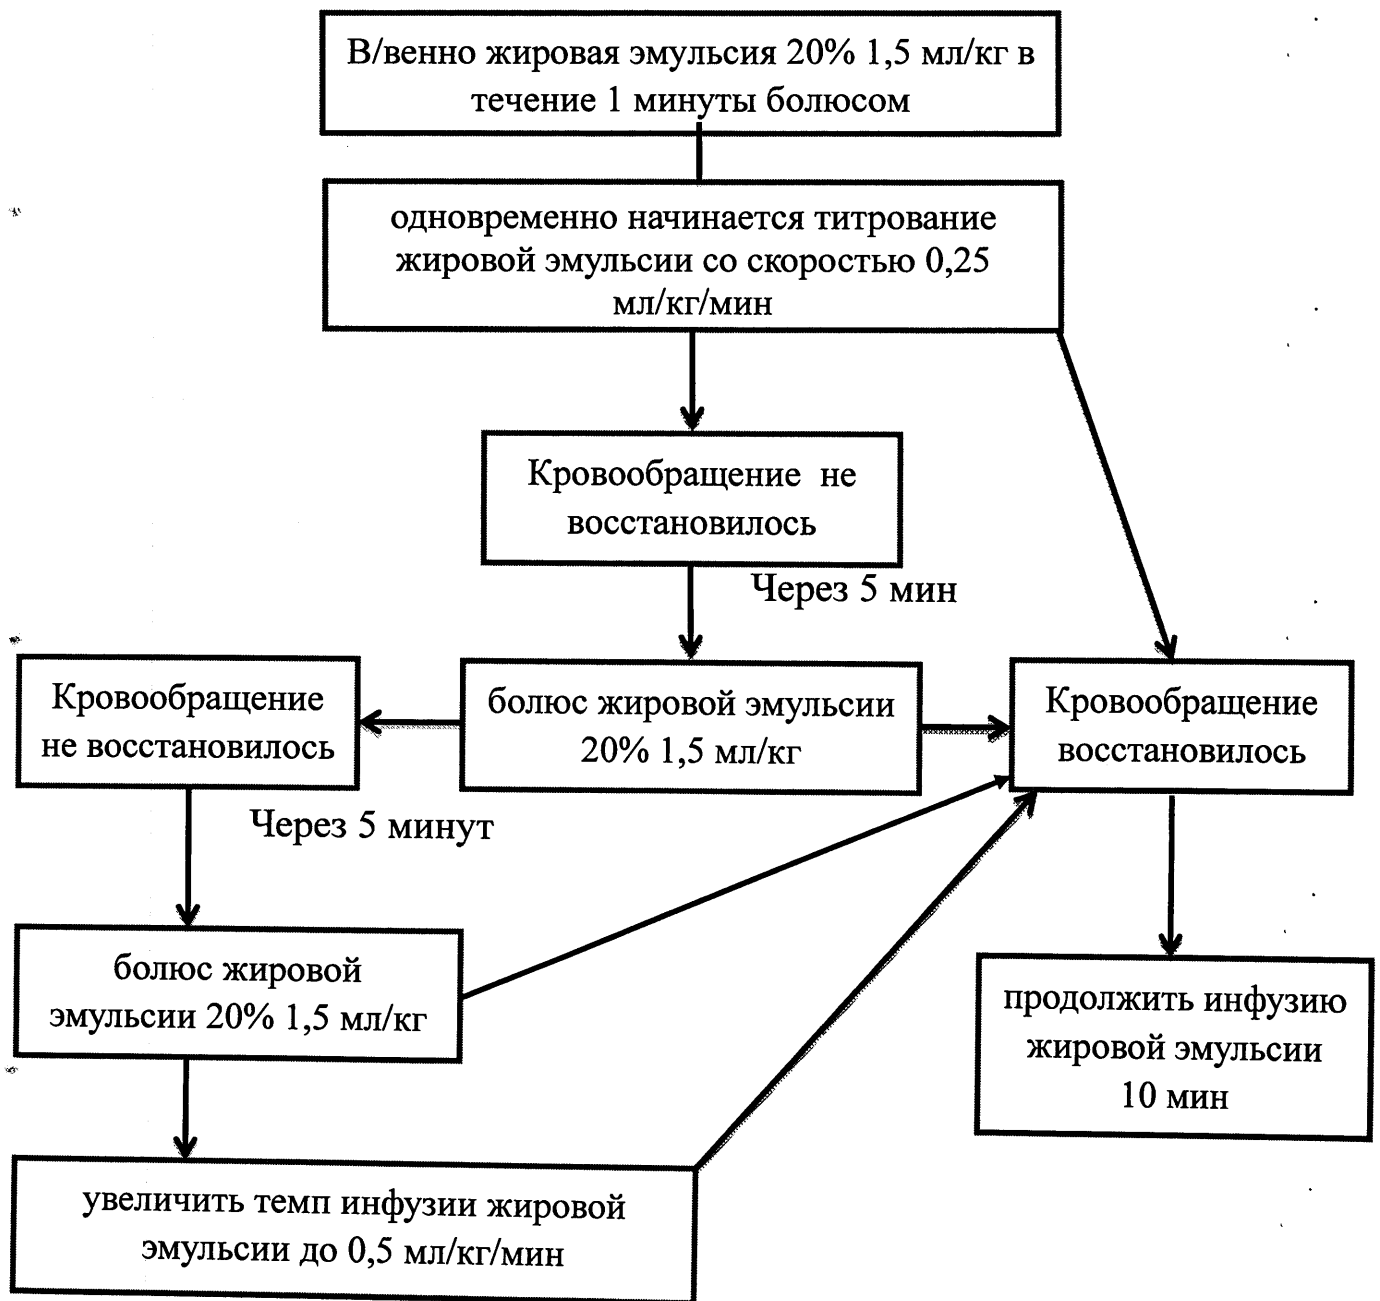 В/венно жировая эмульсия 20% 1,5 мл/кг в
течение 1 минуты болюсом
одновременно начинается титрование
жировой эмульсии со скоростью 0,25
мл/кг/мин
Кровообращение не
восстановилось
Через 5 мин
Кровообращение
не восстановилось
болюс жировой эмульсии
20% 1,5 мл/кг
Кровообращение
восстановилось
Через 5 минут
болюс жировой
эмульсии 20% 1,5 мл/кг
продолжить инфузию
жировой эмульсии
10 мин
увеличить темп инфузии жировой
эмульсии до 0,5 мл/кг/мин